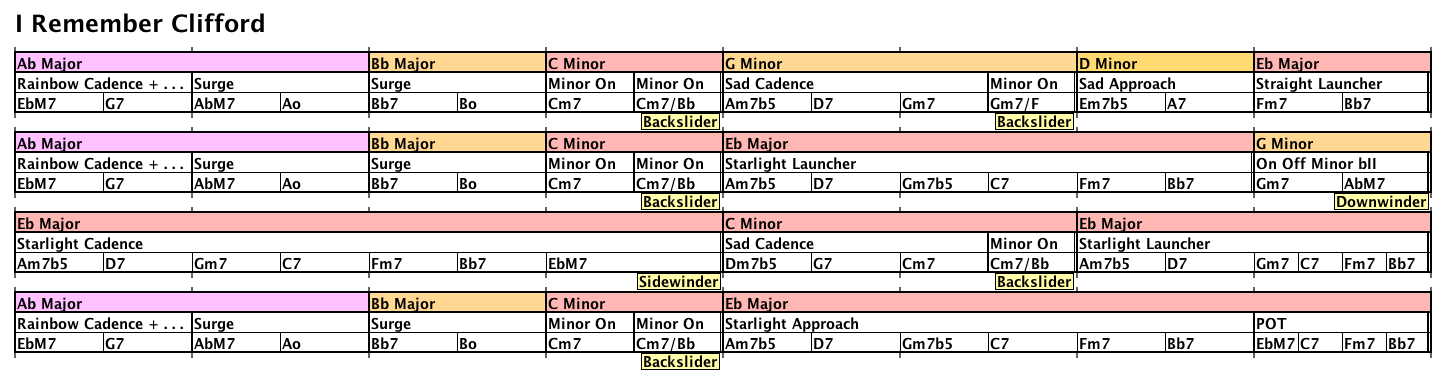 I Remember Clifford
Ab Major Bb Major C Minor G Minor D Minor Eb Major
Rainbow Cadence + . . . Surge Surge Minor On Minor On Sad Cadence Minor On Sad Approach Straight Launcher
EbM7 G7 AbM7 Ao Bb7 Bo Cm7 Cm7/Bb Am7b5 D7 Gm7 Gm7/F Em7b5 A7 Fm7 Bb7
Backslider Backslider
Ab Major Bb Major C Minor Eb Major G Minor
Rainbow Cadence + . . . Surge Surge Minor On Minor On Starlight Launcher On Off Minor bII
EbM7 G7 AbM7 Ao Bb7 Bo Cm7 Cm7/Bb Am7b5 D7 Gm7b5 C7 Fm7 Bb7 Gm7 AbM7
Backslider Downwinder
Eb Major C Minor Eb Major
Starlight Cadence Sad Cadence Minor On Starlight Launcher
Am7b5 D7 Gm7 C7 Fm7 Bb7 EbM7 Dm7b5 G7 Cm7 Cm7/Bb Am7b5 D7 Gm7 C7 Fm7 Bb7
Sidewinder Backslider
Ab Major Bb Major C Minor Eb Major
Rainbow Cadence + . . . Surge Surge Minor On Minor On Starlight Approach POT
EbM7 G7 AbM7 Ao Bb7 Bo Cm7 Cm7/Bb Am7b5 D7 Gm7b5 C7 Fm7 Bb7 EbM7 C7 Fm7 Bb7
Backslider